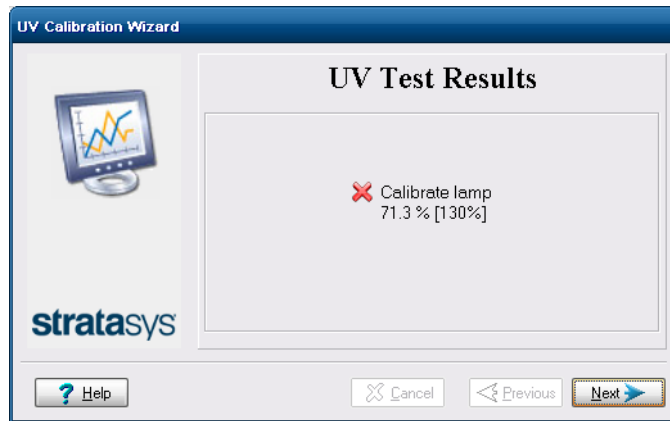 UV Calibration Wizard
UV Test Results
Calibrate lamp
71.3 % [130%]
stratasys
? Help
Cancel
Previous
Next